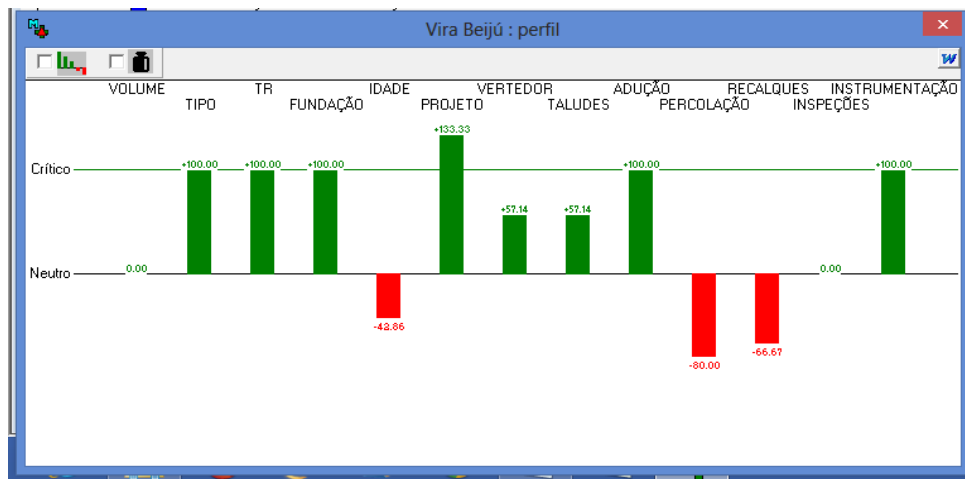 Vira Beijú : perfil
VOLUME TR IDADE VERTEDOR ADUÇÃO RECALQUES INSTRUMENTAÇÃO
TIPO FUNDAÇÃO PROJETO TALUDES PERCOLAÇÃO INSPEÇÕES
+133.33
Crítico +100.00 +100.00 +100.00 +100.00 +100.00
+57.14 +57.14
Neutro 0.00 0.00
-42.86
-66.67
-80.00